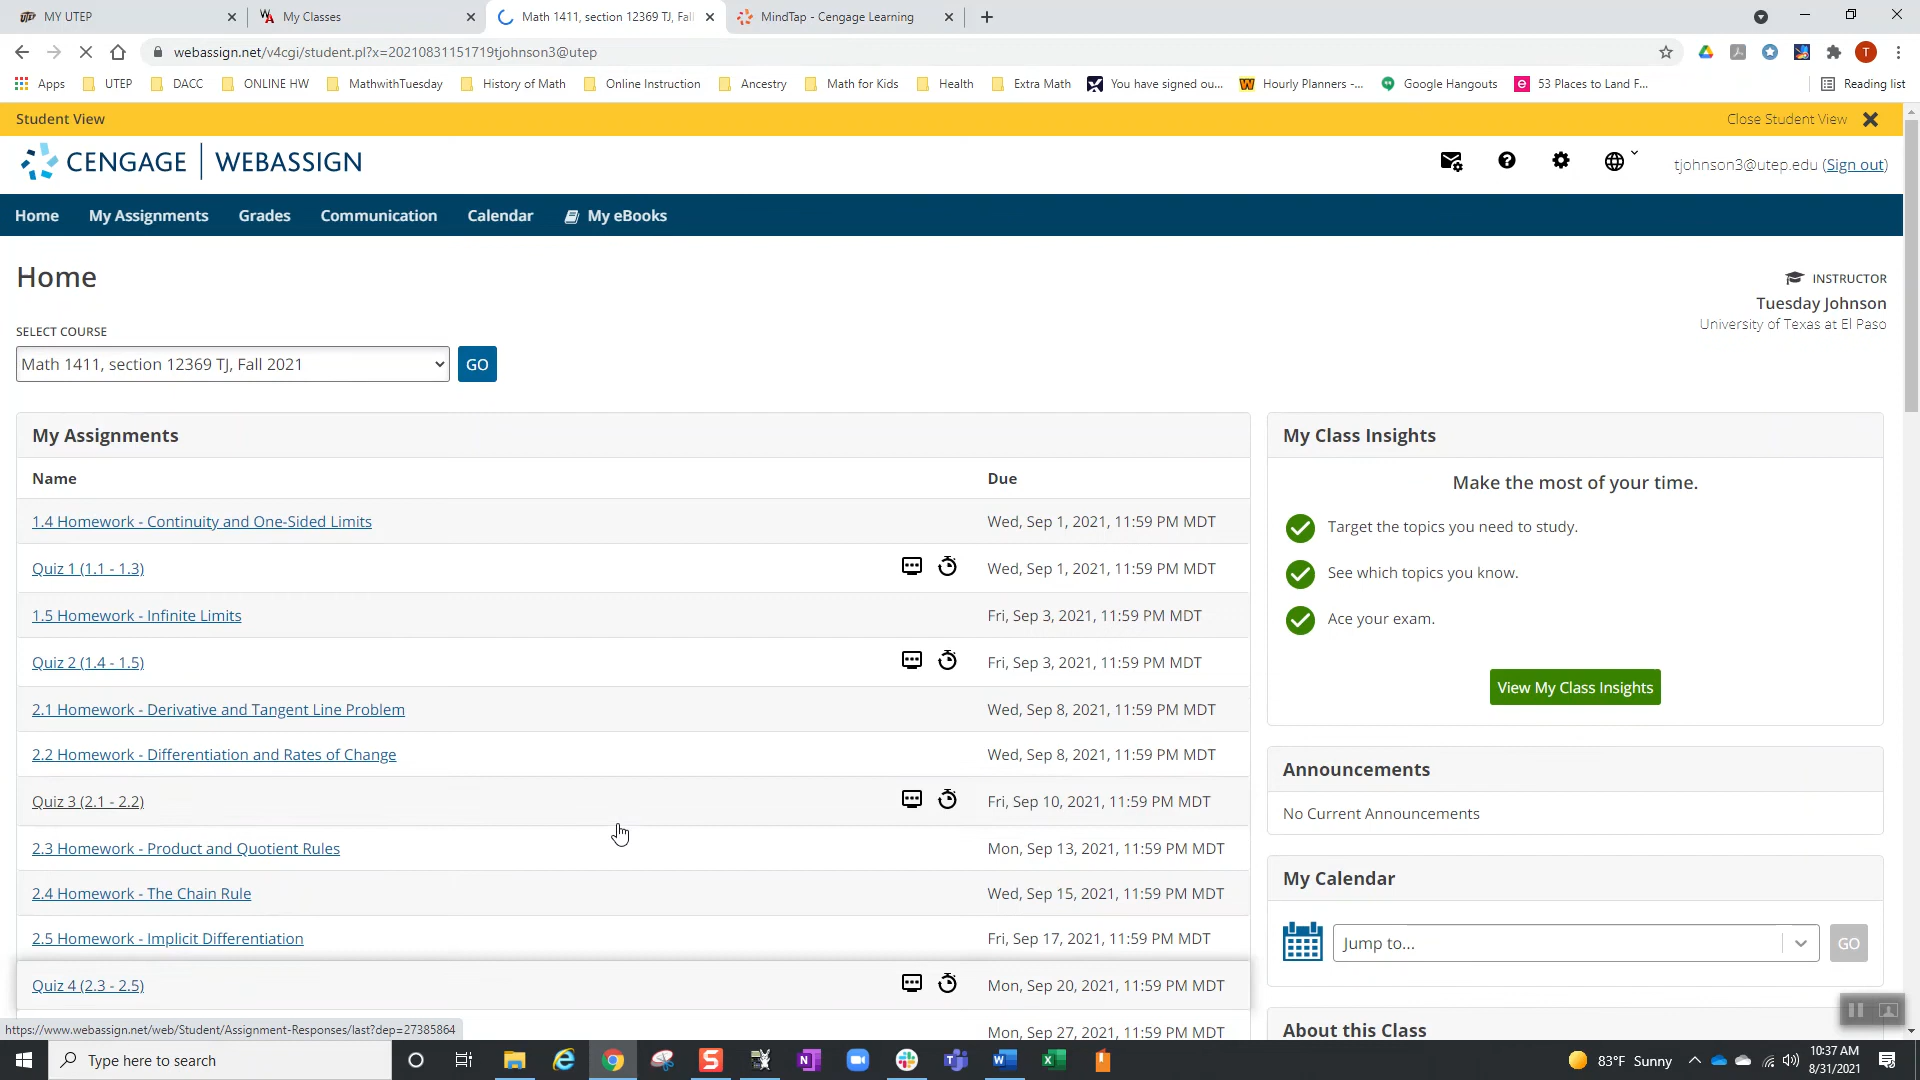 MY UTEP
My Classes
Math 1411, section 12369 TJ, Fal
MindTap - Cengage Learning
webassign.net/v4cgi/student.pl?x=20210831151719tjohnson3@utep
Apps UTEP DACC ONLINE HW MathwithTuesday History of Math Online Instruction Ancestry Math for Kids Health Extra Math You have signed ou... Hourly Planners -... Google Hangouts 53 Places to Land F... Reading list
Student View
Close Student View
CENGAGE WEBASSIGN
tjohnson3@utep.edu (Sign out)
Home My Assignments Grades Communication Calendar My eBooks
Home
INSTRUCTOR
Tuesday Johnson
University of Texas at El Paso
SELECT COURSE
Math 1411, section 12369 TJ, Fall 2021
GO
My Assignments
Name Due
1.4 Homework - Continuity and One-Sided Limits Wed, Sep 1, 2021, 11:59 PM MDT
Quiz 1 (1.1 - 1.3) Wed, Sep 1, 2021, 11:59 PM MDT
1.5 Homework - Infinite Limits Fri, Sep 3, 2021, 11:59 PM MDT
Quiz 2 (1.4 - 1.5) Fri, Sep 3, 2021, 11:59 PM MDT
2.1 Homework - Derivative and Tangent Line Problem Wed, Sep 8, 2021, 11:59 PM MDT
2.2 Homework - Differentiation and Rates of Change Wed, Sep 8, 2021, 11:59 PM MDT
Quiz 3 (2.1 - 2.2) Fri, Sep 10, 2021, 11:59 PM MDT
2.3 Homework - Product and Quotient Rules Mon, Sep 13, 2021, 11:59 PM MDT
2.4 Homework - The Chain Rule Wed, Sep 15, 2021, 11:59 PM MDT
2.5 Homework - Implicit Differentiation Fri, Sep 17, 2021, 11:59 PM MDT
Quiz 4 (2.3 - 2.5) Mon, Sep 20, 2021, 11:59 PM MDT
Mon, Sep 27, 2021, 11:59 PM MDT
My Class Insights
Make the most of your time.
Target the topics you need to study.
See which topics you know.
Ace your exam.
View My Class Insights
Announcements
No Current Announcements
My Calendar
Jump to...
GO
About this Class
https://www.webassign.net/web/Student/Assignment-Responses/last?dep=27385864
Type here to search
83°F Sunny
10:37 AM
8/31/2021